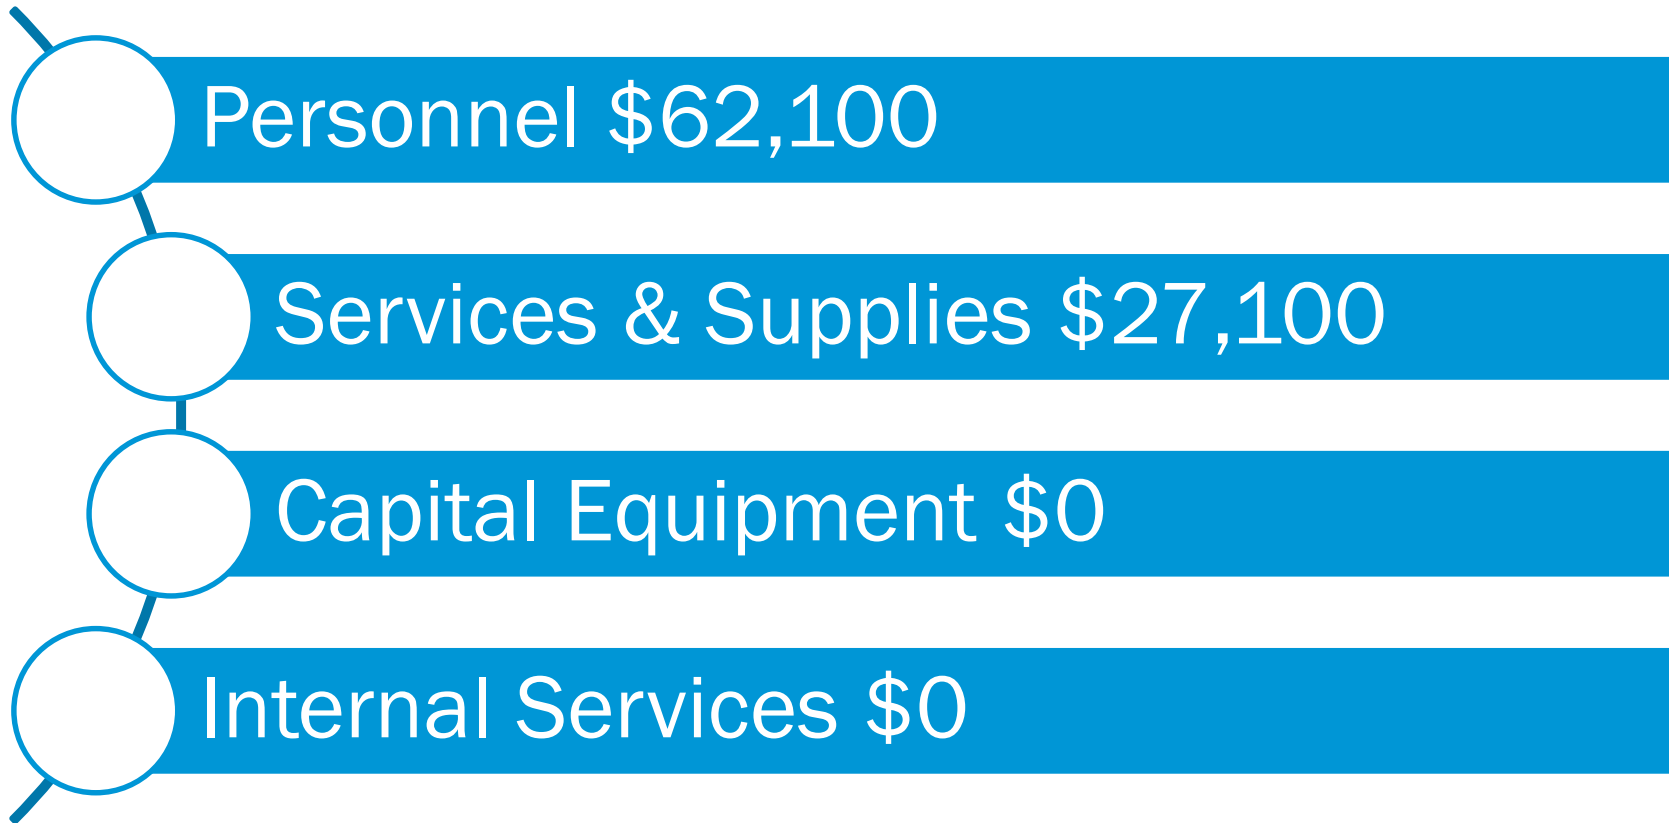 Personnel $62,100
Services & Supplies $27,100
Capital Equipment $0
Internal Services $0